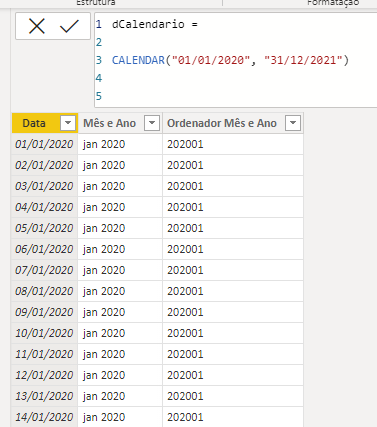 Estrutura Formatação
1 dCalendario =
2
3 CALENDAR("01/01/2020", "31/12/2021")
4
5
Data Mês e Ano Ordenador Mês e Ano
01/01/2020 jan 2020 202001
02/01/2020 jan 2020 202001
03/01/2020 jan 2020 202001
04/01/2020 jan 2020 202001
05/01/2020 jan 2020 202001
06/01/2020 jan 2020 202001
07/01/2020 jan 2020 202001
08/01/2020 jan 2020 202001
09/01/2020 jan 2020 202001
10/01/2020 jan 2020 202001
11/01/2020 jan 2020 202001
12/01/2020 jan 2020 202001
13/01/2020 jan 2020 202001
14/01/2020 jan 2020 202001